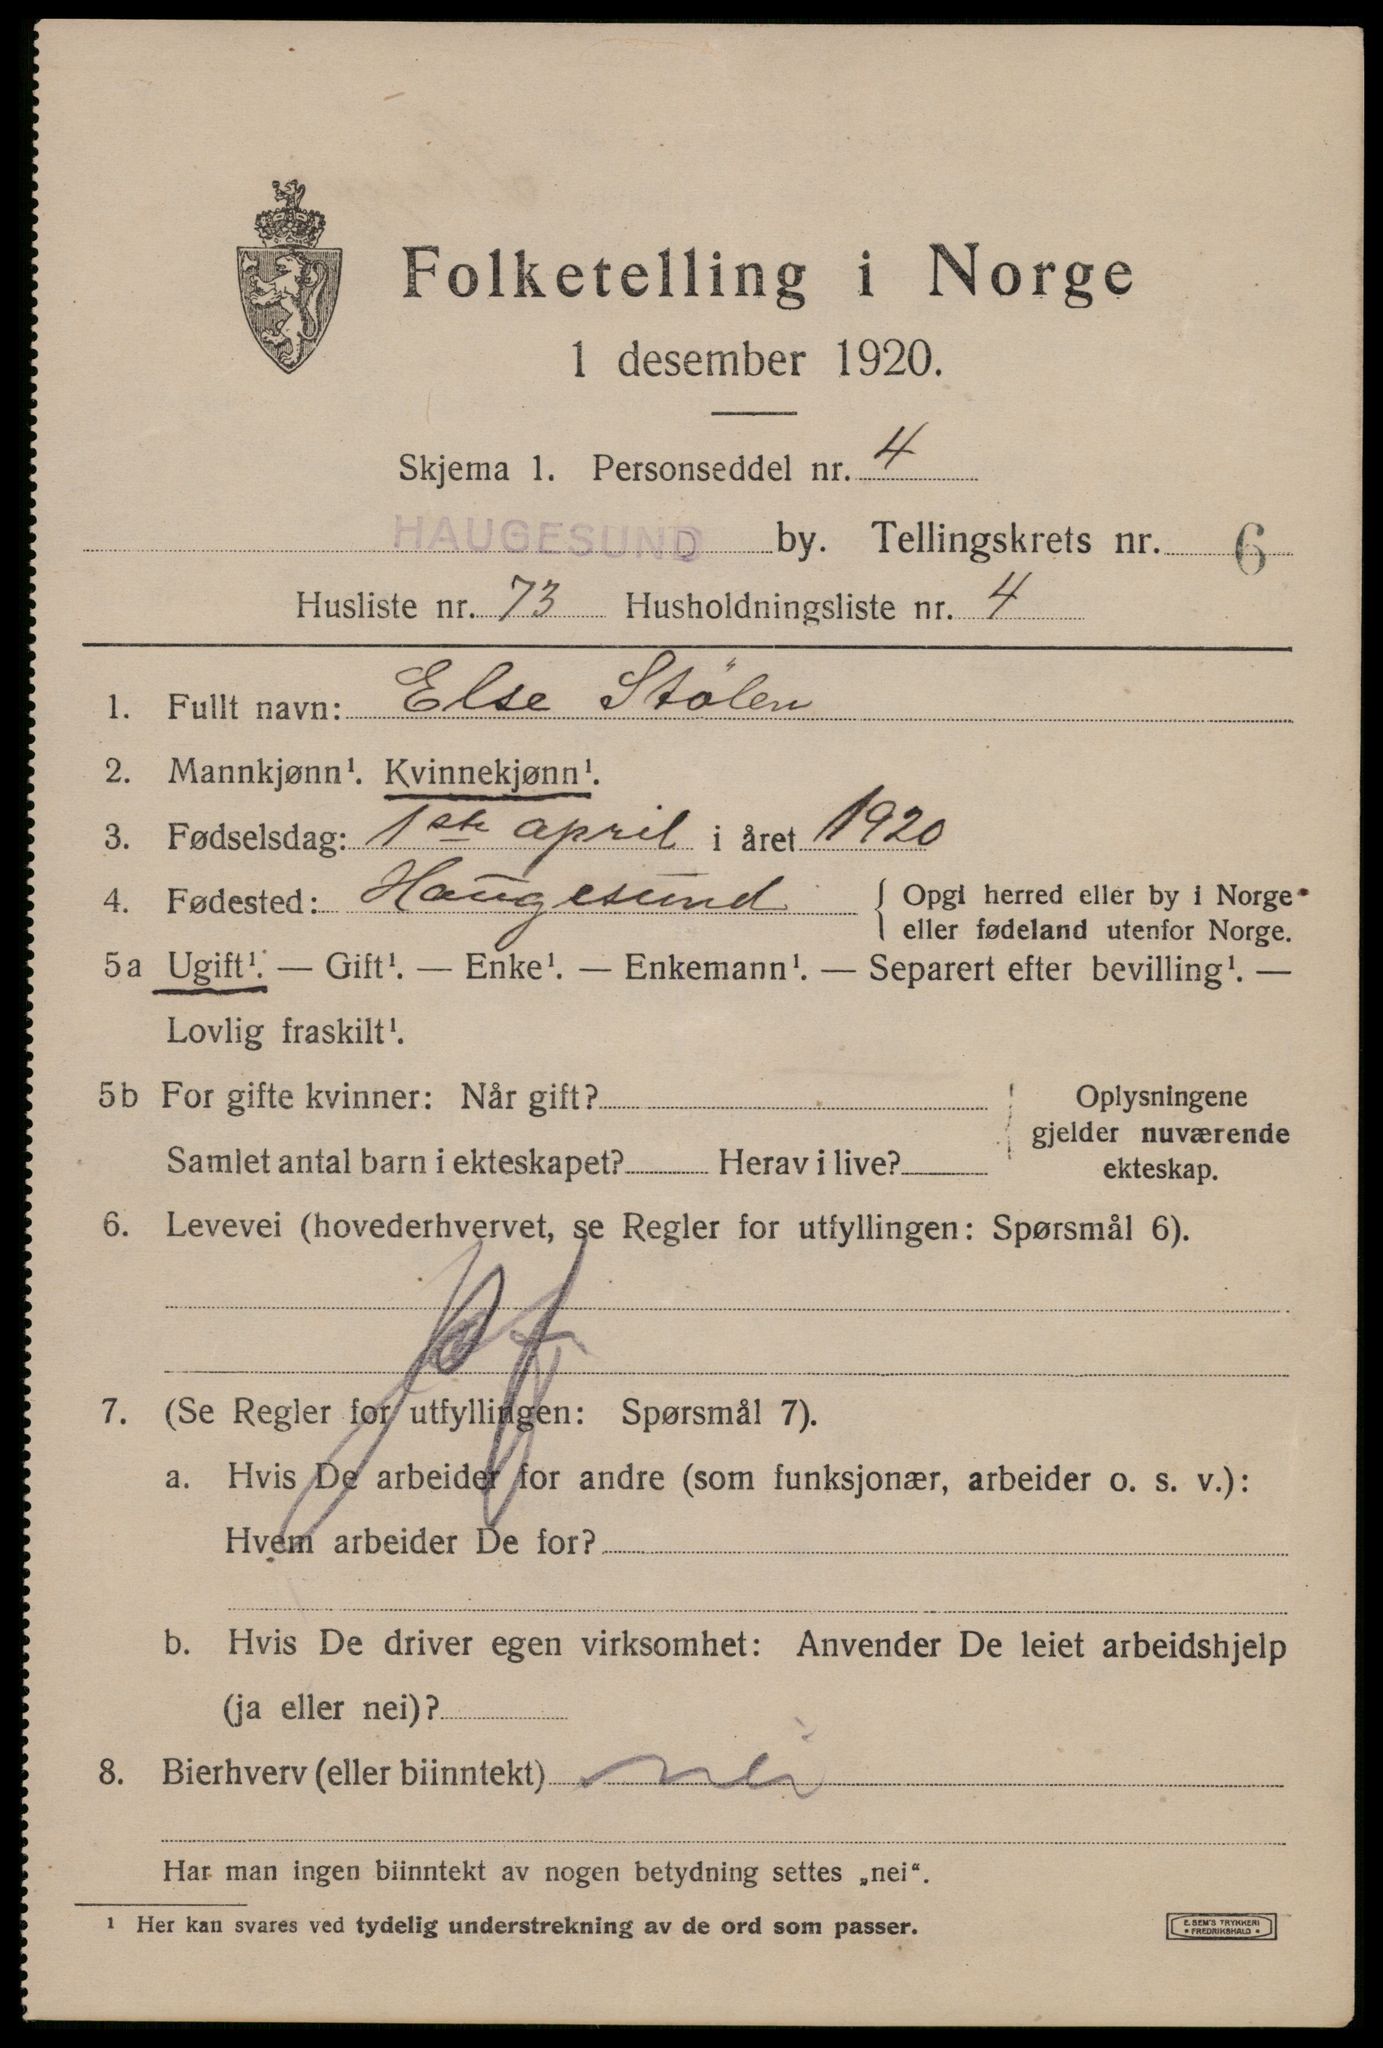 Folketelling i Norge
1 desember 1920.
Skjema 1. Personseddel nr. 4
HAUGESUND by. Tellingskrets nr. 6
Husliste nr. 73 Husholdningsliste nr. 4
1. Fullt navn: Else Stölen
2. Mannkjønn¹. Kvinnekjønn¹.
3. Fødselsdag: 1ste april i året 1920
4. Fødested: Haugesund { Opgi herred eller by i Norge
eller fødeland utenfor Norge.
5a Ugift¹. — Gift¹. — Enke¹. — Enkemann¹. — Separert efter bevilling¹. —
Lovlig fraskilt¹.
5b For gifte kvinner: Når gift? Oplysningene
gjelder nuværende
Samlet antal barn i ekteskapet? Herav i live? ekteskap.
6. Levevei (hovederhvervet, se Regler for utfyllingen: Spørsmål 6).
7. (Se Regler for utfyllingen: Spørsmål 7).
a. Hvis De arbeider for andre (som funksjonær, arbeider o. s. v.):
Hvem arbeider De for?
b. Hvis De driver egen virksomhet: Anvender De leiet arbeidshjelp
(ja eller nei)?
8. Bierhverv (eller biinntekt) nei
Har man ingen biinntekt av nogen betydning settes „nei“.
¹ Her kan svares ved tydelig understrekning av de ord som passer.
E. SEM'S TRYKKERI
* FREDRIKSHALD *